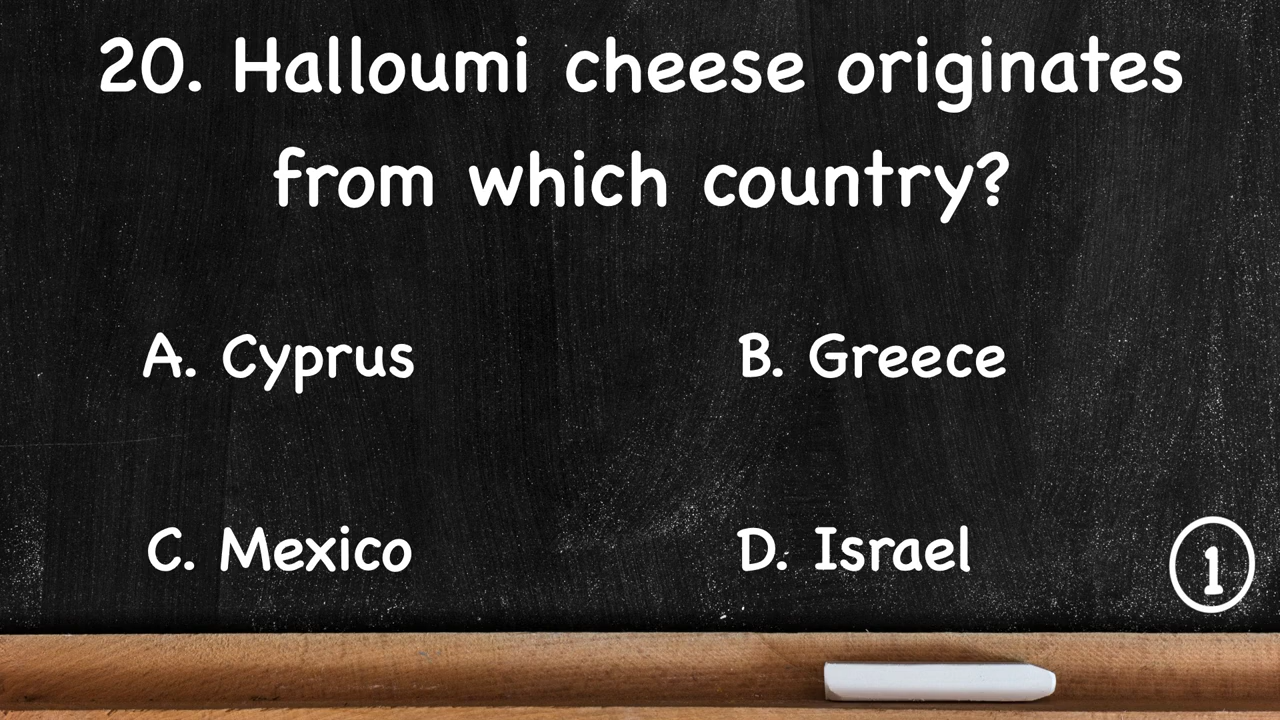 20. Halloumi cheese originates
from which country?
A. Cyprus
B. Greece
C. Mexico
D. Israel
1